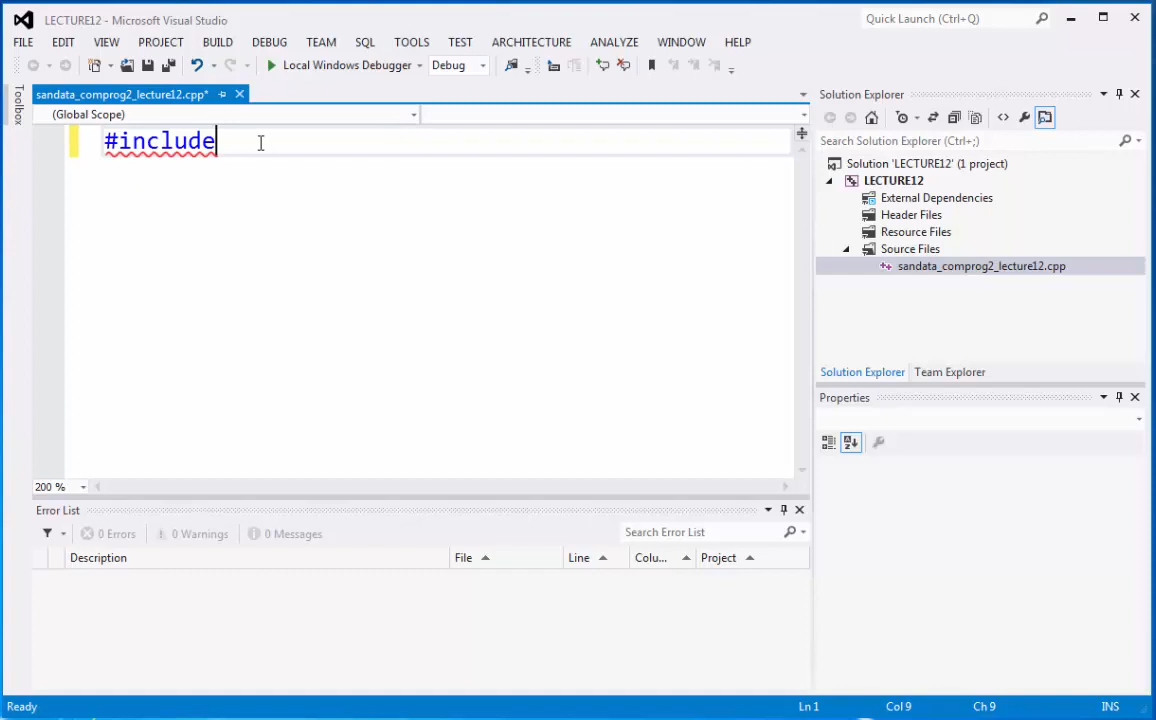 LECTURE12 - Microsoft Visual Studio
Quick Launch (Ctrl+Q)
FILE EDIT VIEW PROJECT BUILD DEBUG TEAM SQL TOOLS TEST ARCHITECTURE ANALYZE WINDOW HELP
Local Windows Debugger Debug
Toolbox
sandata_comprog2_lecture12.cpp*
(Global Scope)
#include
200 %
Solution Explorer
Search Solution Explorer (Ctrl+;)
Solution 'LECTURE12' (1 project)
LECTURE12
External Dependencies
Header Files
Resource Files
Source Files
sandata_comprog2_lecture12.cpp
Solution Explorer Team Explorer
Properties
Error List
0 Errors 0 Warnings 0 Messages Search Error List
Description File Line Colu... Project
Ready Ln 1 Col 9 Ch 9 INS